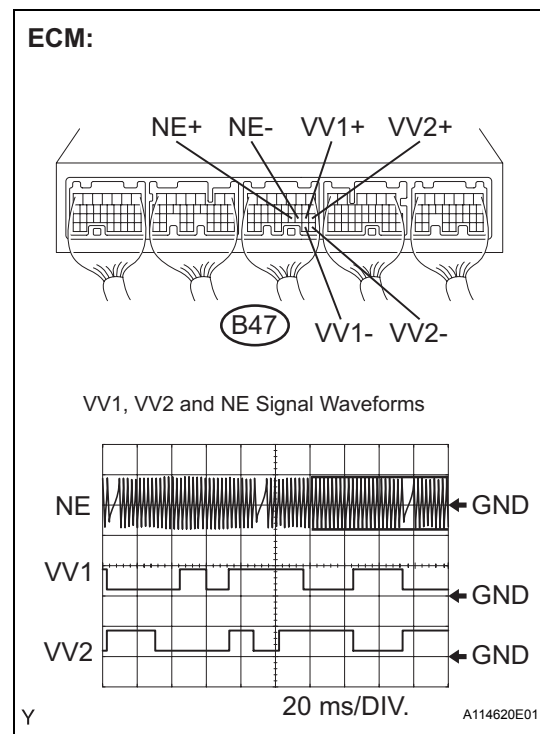 ECM:
NE+ NE- VV1+ VV2+
B47
VV1- VV2-
VV1, VV2 and NE Signal Waveforms
NE GND
VV1 GND
VV2 GND
20 ms/DIV.
Y A114620E01